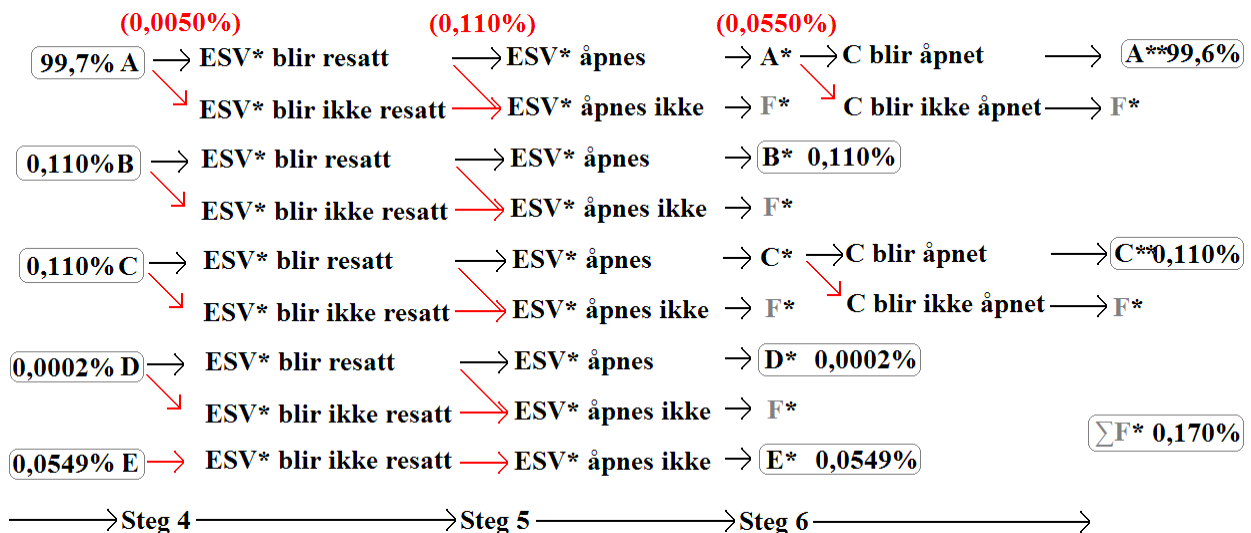 (0,0050%) (0,110%) (0,0550%)
99,7% A ESV* blir resatt ESV* åpnes A* C blir åpnet A**99,6%
ESV* blir ikke resatt ESV* åpnes ikke F* C blir ikke åpnet F*
0,110% B ESV* blir resatt ESV* åpnes B* 0,110%
ESV* blir ikke resatt ESV* åpnes ikke F*
0,110% C ESV* blir resatt ESV* åpnes C* C blir åpnet C**0,110%
ESV* blir ikke resatt ESV* åpnes ikke F* C blir ikke åpnet F*
0,0002% D ESV* blir resatt ESV* åpnes D* 0,0002%
ESV* blir ikke resatt ESV* åpnes ikke F*
∑F* 0,170%
0,0549% E ESV* blir ikke resatt ESV* åpnes ikke E* 0,0549%
Steg 4 Steg 5 Steg 6